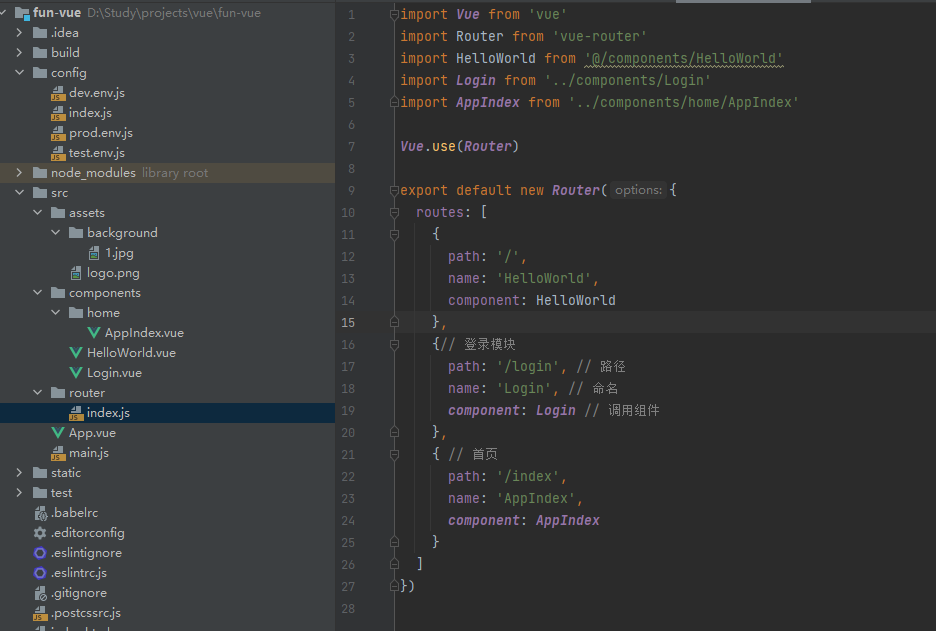 fun-vue D:\Study\projects\vue\fun-vue
.idea
build
config
dev.env.js
index.js
prod.env.js
test.env.js
node_modules library root
src
assets
background
1.jpg
logo.png
components
home
AppIndex.vue
HelloWorld.vue
Login.vue
router
index.js
App.vue
main.js
static
test
.babelrc
.editorconfig
.eslintignore
.eslintrc.js
.gitignore
.postcssrc.js
1 import Vue from 'vue'
2 import Router from 'vue-router'
3 import HelloWorld from '@/components/HelloWorld'
4 import Login from '../components/Login'
5 import AppIndex from '../components/home/AppIndex'
6
7 Vue.use(Router)
8
9 export default new Router( options: {
10 routes: [
11 {
12 path: '/',
13 name: 'HelloWorld',
14 component: HelloWorld
15 },
16 {// 登录模块
17 path: '/login', // 路径
18 name: 'Login', // 命名
19 component: Login // 调用组件
20 },
21 { // 首页
22 path: '/index',
23 name: 'AppIndex',
24 component: AppIndex
25 }
26 ]
27 })
28